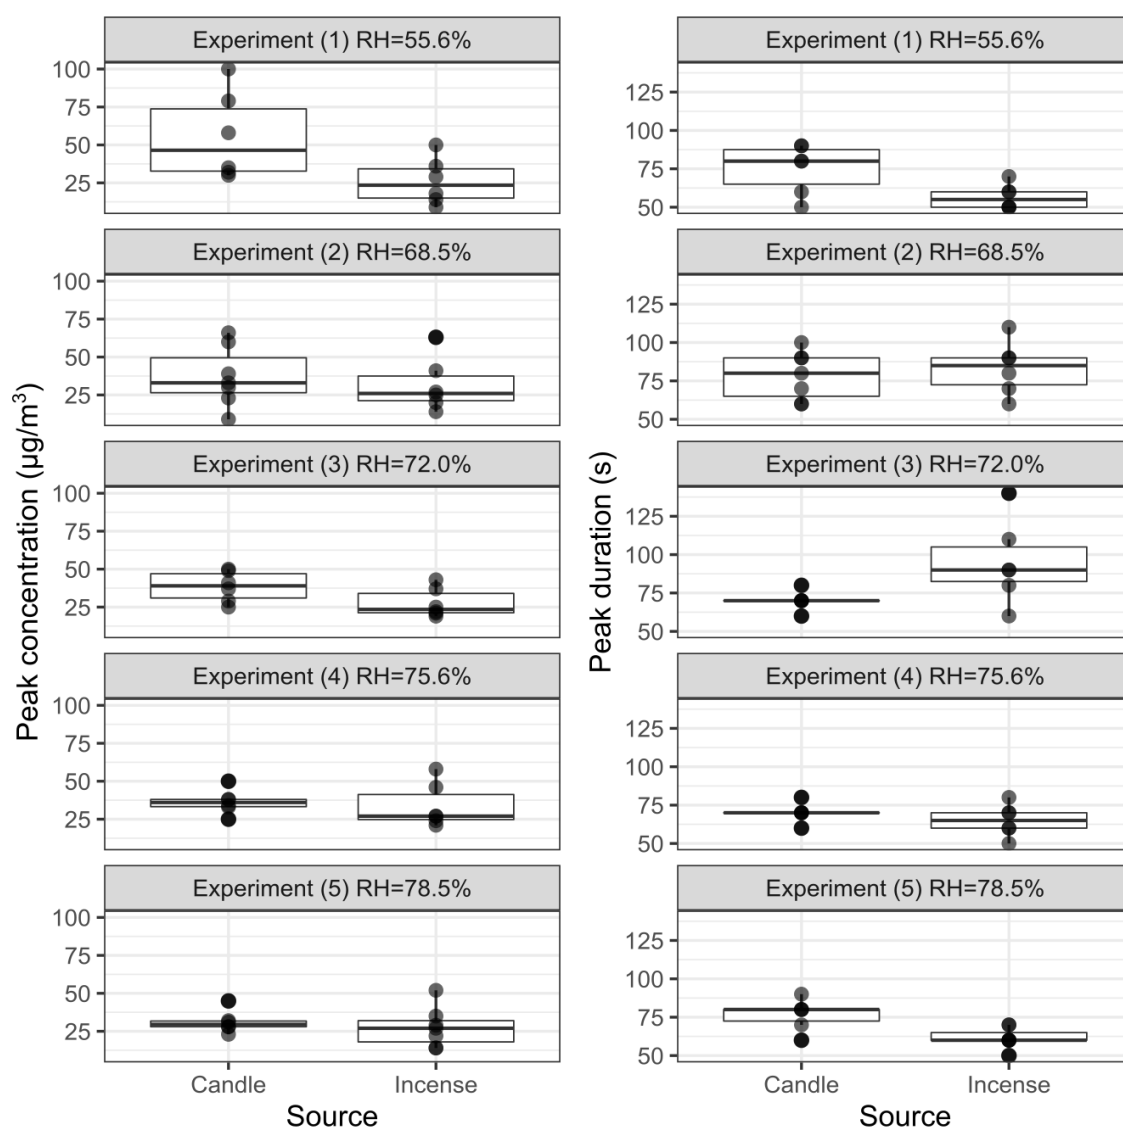 Peak concentration (µg/m³)
Experiment (1) RH=55.6%
100
75
50
25
Experiment (2) RH=68.5%
100
75
50
25
Experiment (3) RH=72.0%
100
75
50
25
Experiment (4) RH=75.6%
100
75
50
25
Experiment (5) RH=78.5%
100
75
50
25
Candle Incense
Source
Peak duration (s)
Experiment (1) RH=55.6%
125
100
75
50
Experiment (2) RH=68.5%
125
100
75
50
Experiment (3) RH=72.0%
125
100
75
50
Experiment (4) RH=75.6%
125
100
75
50
Experiment (5) RH=78.5%
125
100
75
50
Candle Incense
Source